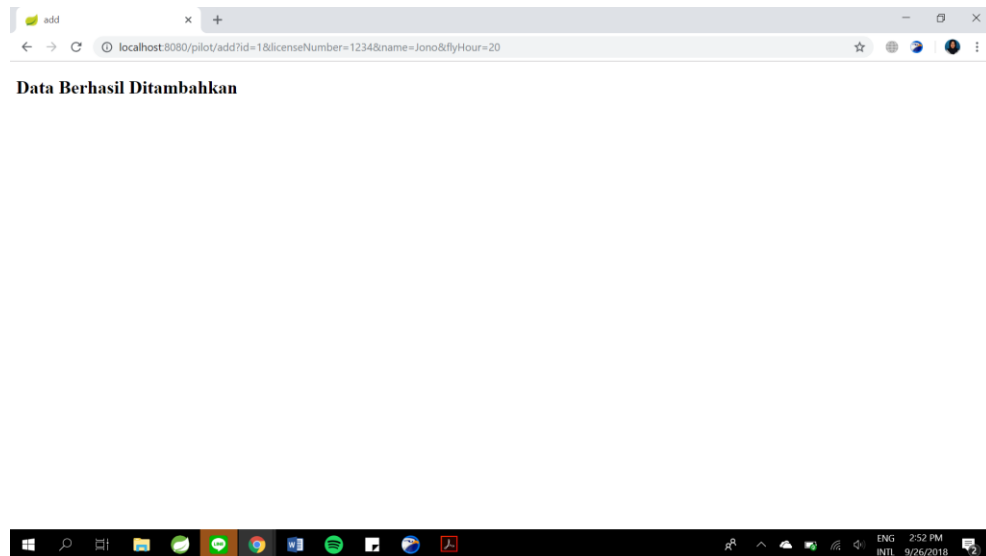 add
localhost:8080/pilot/add?id=1&licenseNumber=1234&name=Jono&flyHour=20
Data Berhasil Ditambahkan
ENG 2:52 PM
INTL 9/26/2018 2